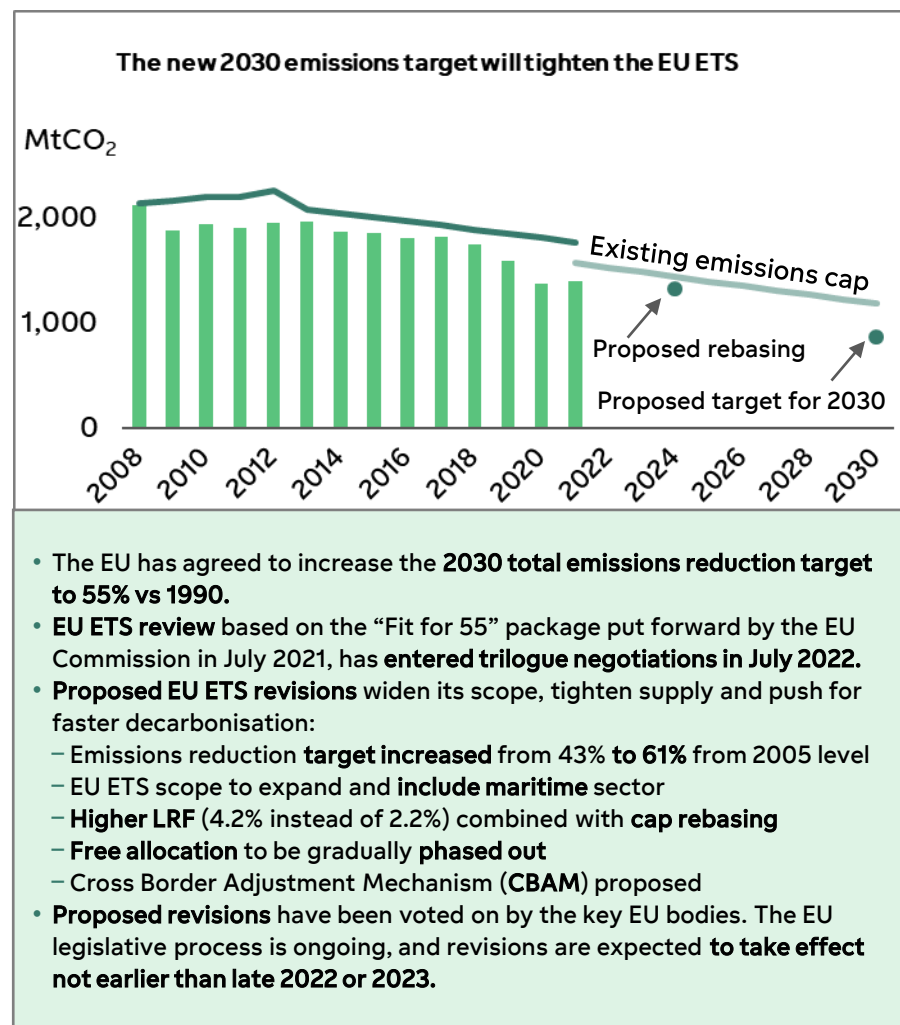 The new 2030 emissions target will tighten the EU ETS
MtCO₂
2,000
1,000
0
Existing emissions cap
Proposed rebasing
Proposed target for 2030
2008
2010
2012
2014
2016
2018
2020
2022
2024
2026
2028
2030
• The EU has agreed to increase the 2030 total emissions reduction target
to 55% vs 1990.
• EU ETS review based on the “Fit for 55” package put forward by the EU
Commission in July 2021, has entered trilogue negotiations in July 2022.
• Proposed EU ETS revisions widen its scope, tighten supply and push for
faster decarbonisation:
– Emissions reduction target increased from 43% to 61% from 2005 level
– EU ETS scope to expand and include maritime sector
– Higher LRF (4.2% instead of 2.2%) combined with cap rebasing
– Free allocation to be gradually phased out
– Cross Border Adjustment Mechanism (CBAM) proposed
• Proposed revisions have been voted on by the key EU bodies. The EU
legislative process is ongoing, and revisions are expected to take effect
not earlier than late 2022 or 2023.